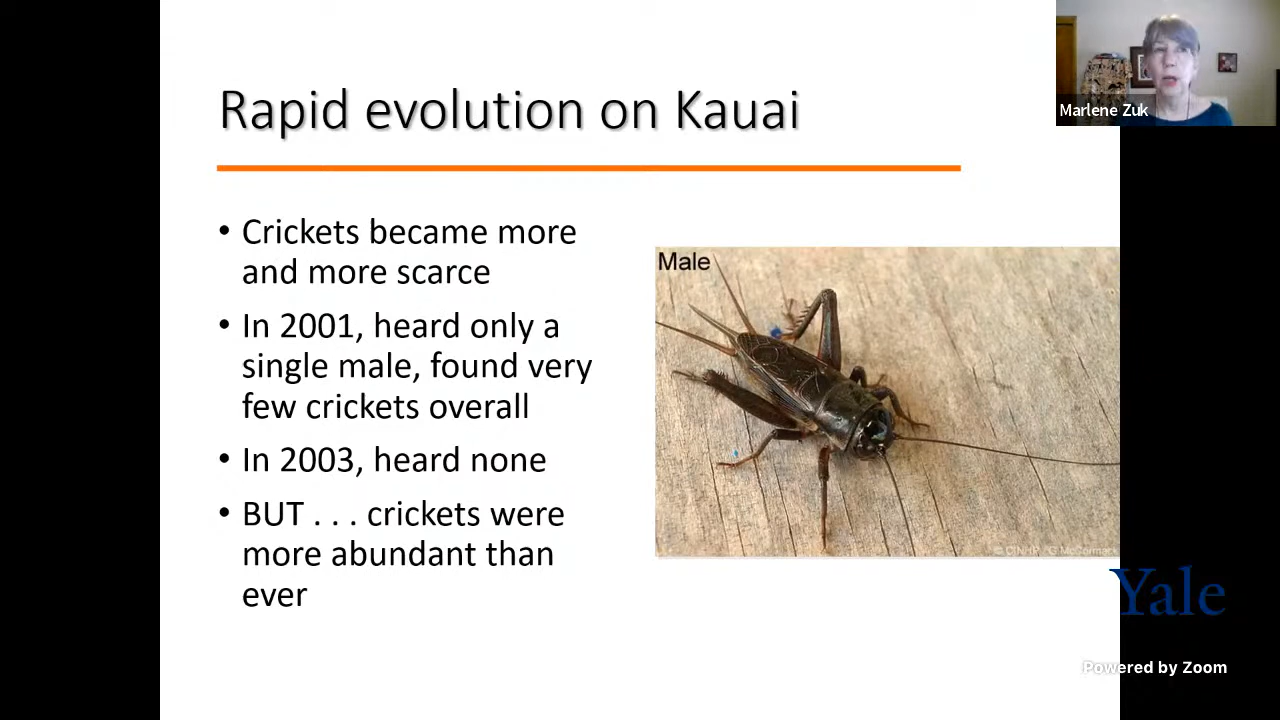 Rapid evolution on Kauai
Marlene Zuk
• Crickets became more
and more scarce
• In 2001, heard only a
single male, found very
few crickets overall
• In 2003, heard none
• BUT . . . crickets were
more abundant than
ever
Male
McCormack
Yale
Powered by Zoom